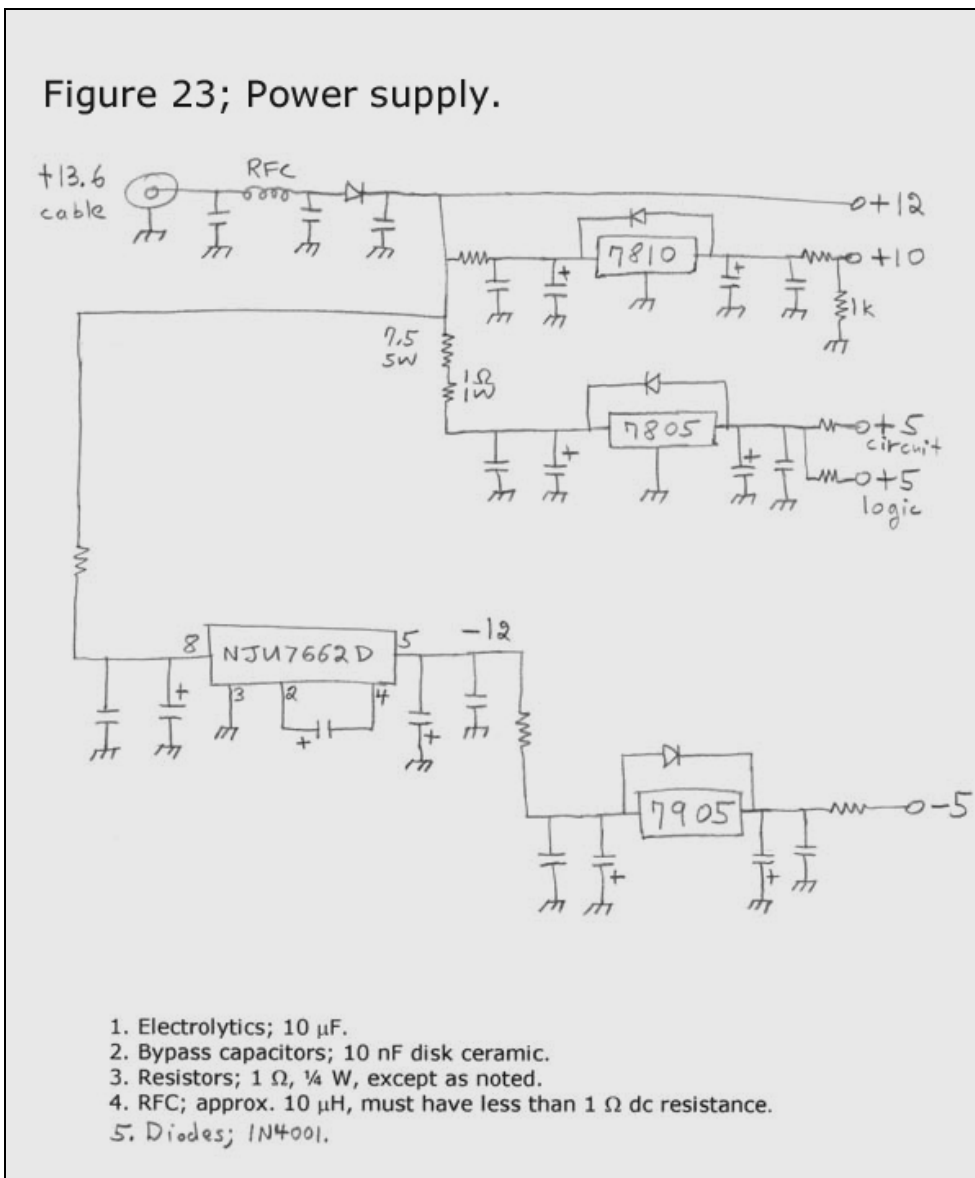 Figure 23; Power supply.
+13.6
cable
RFC
+12
7810
+
+
+10
1k
7.5
5W
1Ω
1W
7805
+
+
+5
circuit
+5
logic
8
NJU7662D
5
-12
3
2
4
+
+
+
7905
-5
+
+
1. Electrolytics; 10 μF.
2. Bypass capacitors; 10 nF disk ceramic.
3. Resistors; 1 Ω, ¼ W, except as noted.
4. RFC; approx. 10 μH, must have less than 1 Ω dc resistance.
5. Diodes; 1N4001.